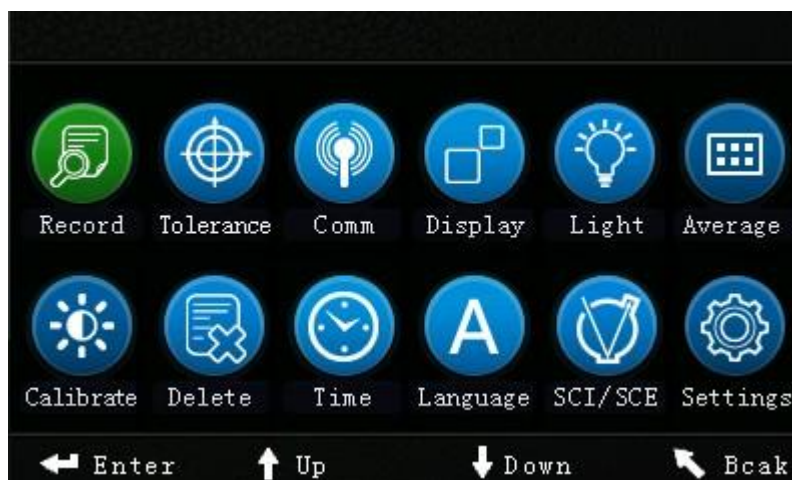 Record Tolerance Comm Display Light Average
Calibrate Delete Time A Language SCI/SCE Settings
Enter Up Down Bcak